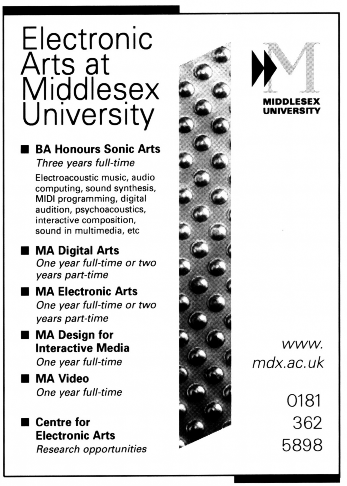 Electronic
Arts at
Middlesex
University
■ BA Honours Sonic Arts
Three years full-time
Electroacoustic music, audio
computing, sound synthesis,
MIDI programming, digital
audition, psychoacoustics,
interactive composition,
sound in multimedia, etc
■ MA Digital Arts
One year full-time or two
years part-time
■ MA Electronic Arts
One year full-time or two
years part-time
■ MA Design for
Interactive Media
One year full-time
■ MA Video
One year full-time
■ Centre for
Electronic Arts
Research opportunities
M
MIDDLESEX
UNIVERSITY
www.
mdx.ac.uk
0181
362
5898